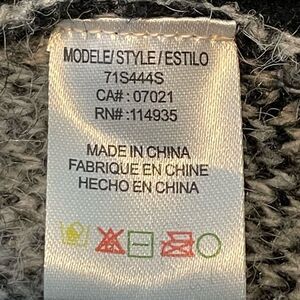 MODELE/STYLE/ESTILO
71S444S
CA#: 07021
RN#:114935
MADE IN CHINA
FABRIQUE EN CHINE
HECHO EN CHINA